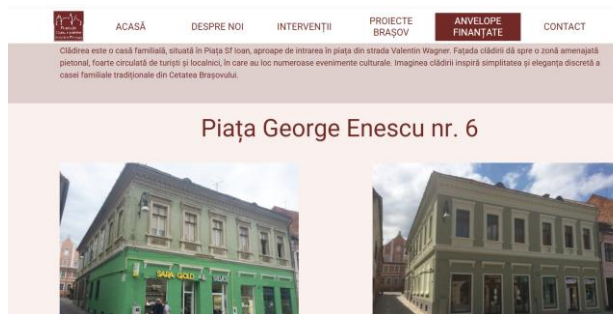 ACASĂ
DESPRE NOI
INTERVENȚII
PROIECTE
BRAȘOV
ANVELOPE
FINANȚATE
CONTACT
Clădirea este o casă familială, situată în Piața Sf Ioan, aproape de intrarea în piața din strada Valentin Wagner. Fațada clădirii dă spre o zonă amenajată
pietonal, foarte circulată de turiști și localnici, în care au loc numeroase evenimente culturale. Imaginea clădirii inspiră simplitatea și eleganța discretă a
casei familiale tradiționale din Cetatea Brașovului.
Piața George Enescu nr. 6
SARA GOLD
SILVER